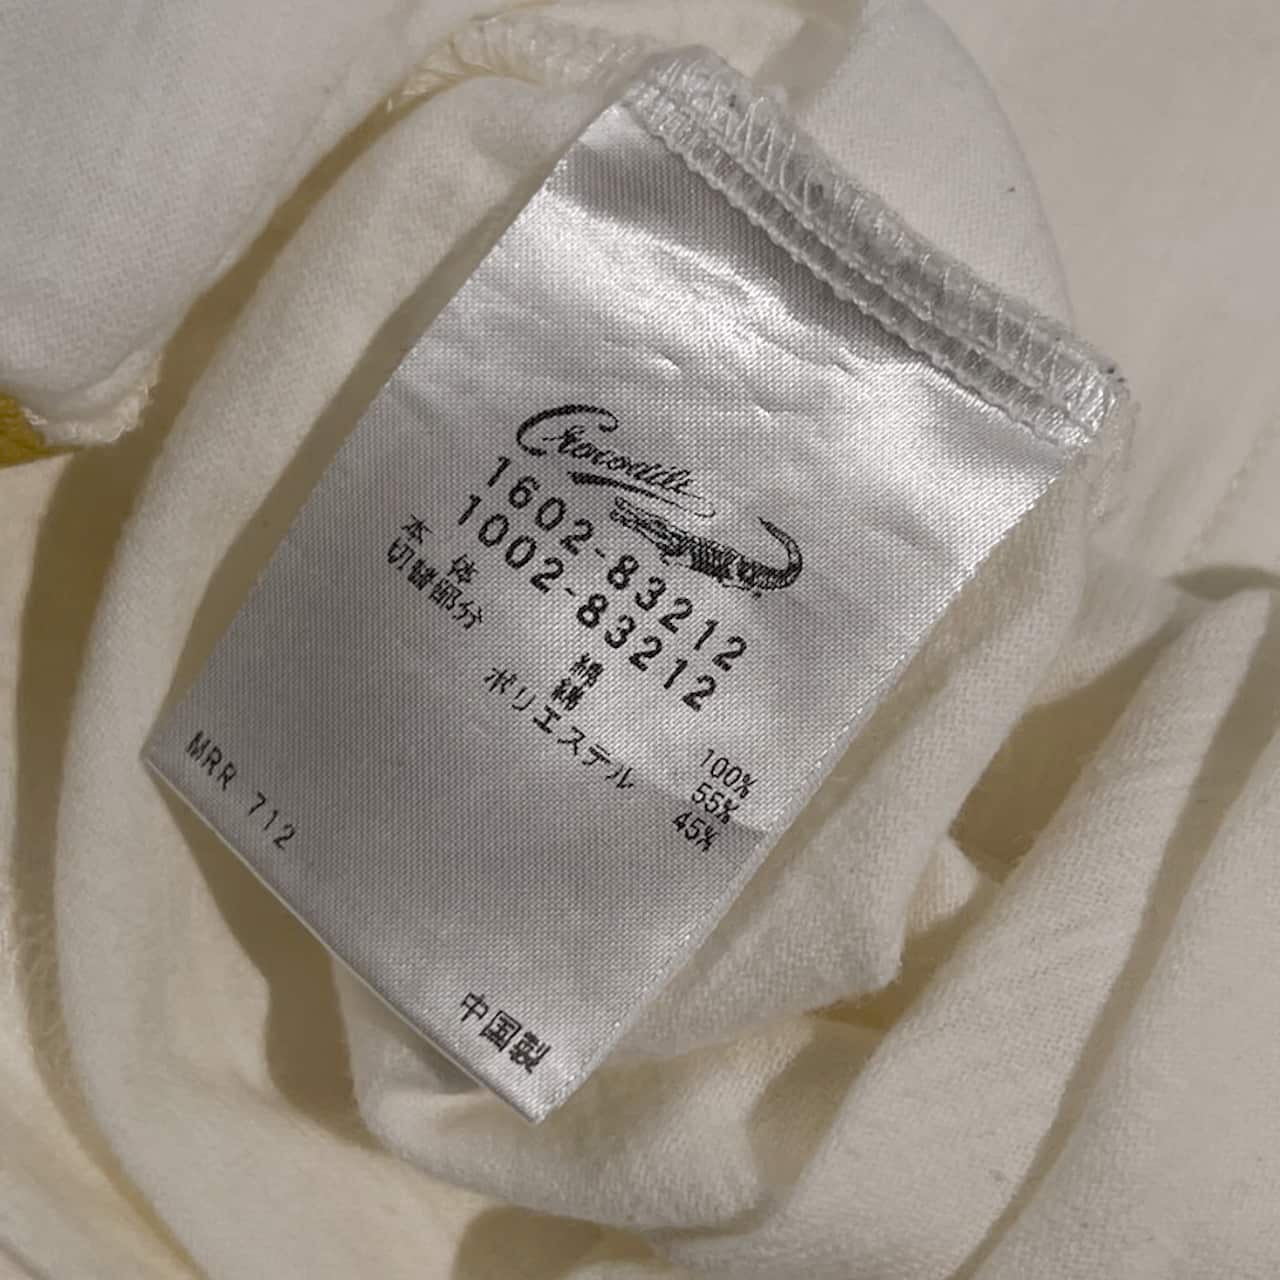 Crocodile
1602-83212
1002-83212
本 体 綿 100%
切替部分 綿 55%
ポリエステル 45%
MRR 712
中国製